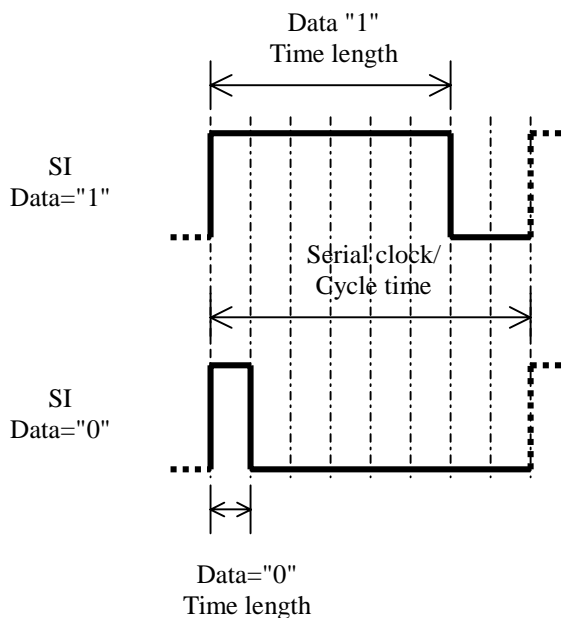 Data "1"
Time length
SI
Data="1"
Serial clock/
Cycle time
SI
Data="0"
Data="0"
Time length